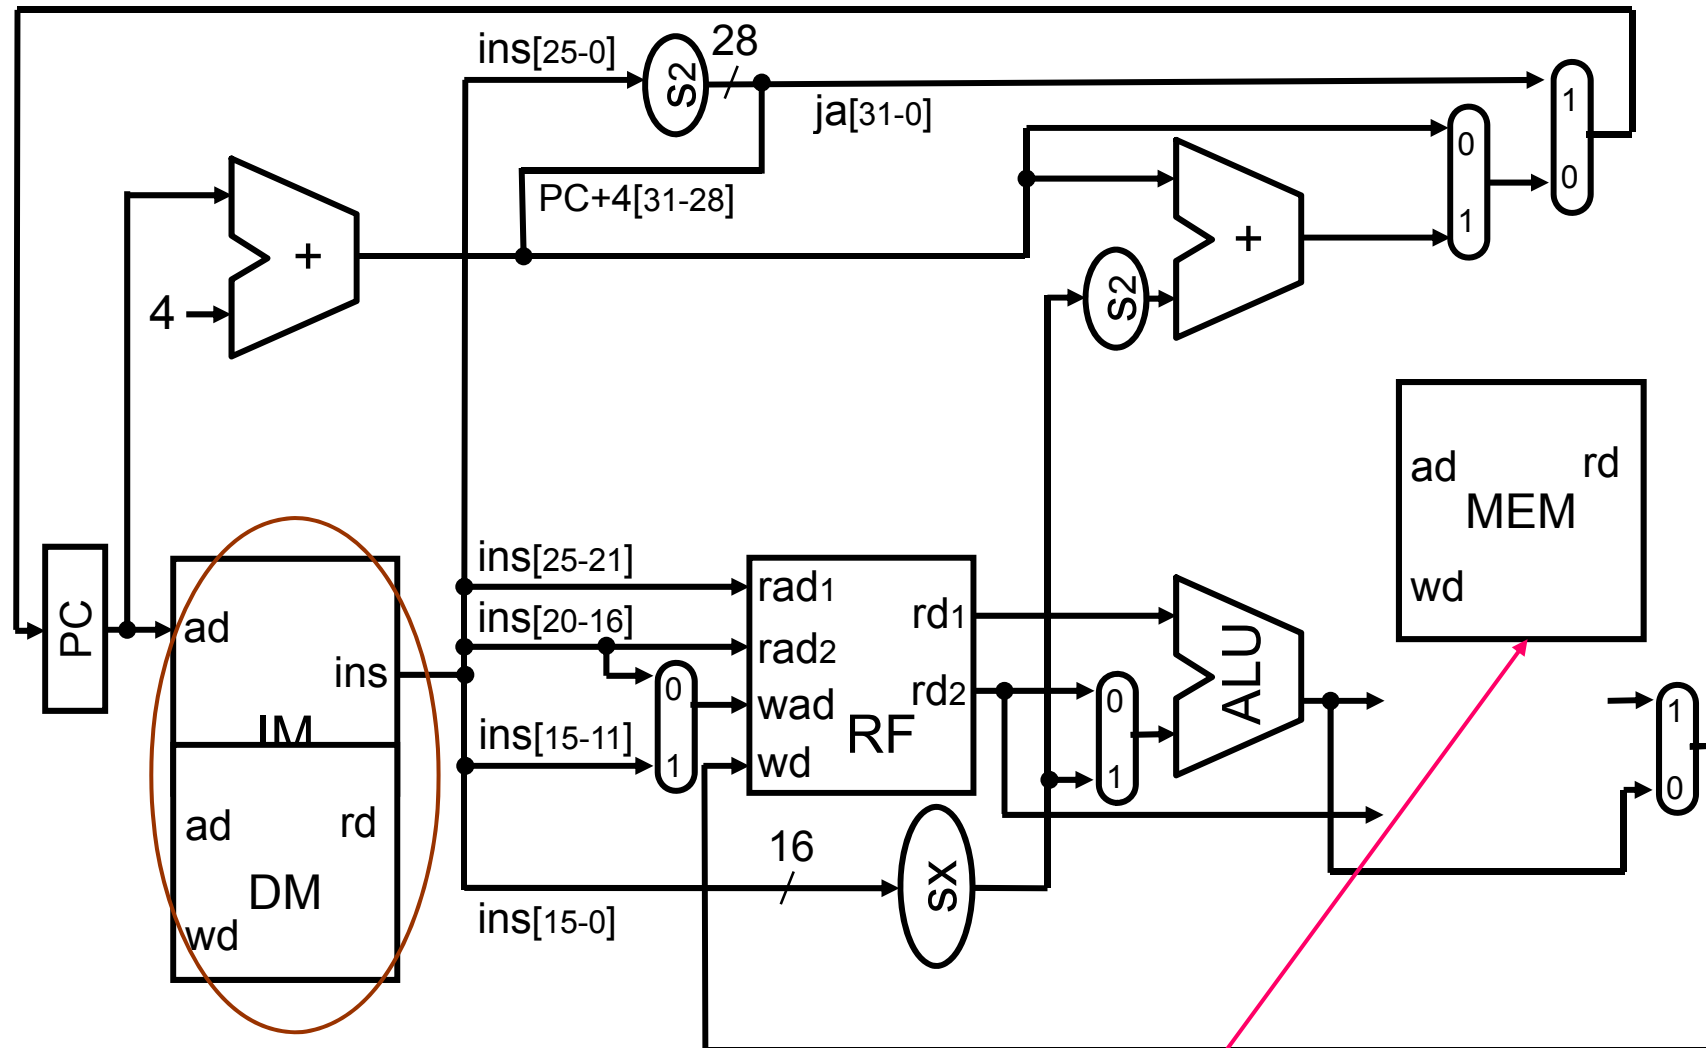 ins[25-0]
28
s2
ja[31-0]
1
0
0
1
PC+4[31-28]
+
+
s2
4
ad
rd
MEM
wd
PC
ad
ins
IM
ad
rd
DM
wd
ins[25-21]
ins[20-16]
ins[15-11]
0
1
rad1
rad2
wad
wd
rd1
rd2
RF
0
1
ALU
1
0
16
ins[15-0]
sx